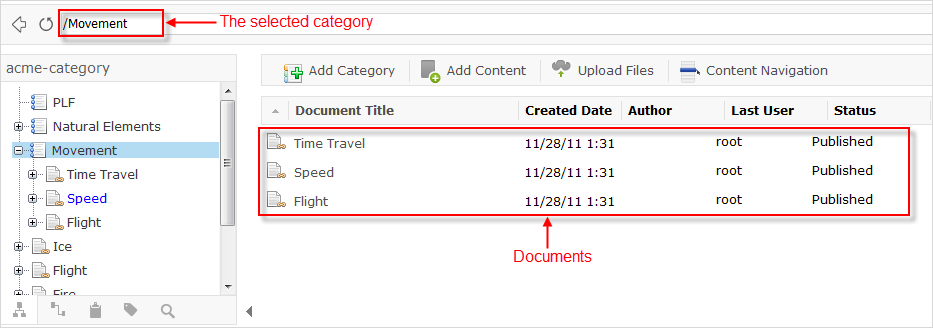 /Movement
The selected category
acme-category
PLF
Natural Elements
Movement
Time Travel
Speed
Flight
Ice
Flight
Fire
Add Category
Add Content
Upload Files
Content Navigation
Document Title Created Date Author Last User Status
Time Travel 11/28/11 1:31 root Published
Speed 11/28/11 1:31 root Published
Flight 11/28/11 1:31 root Published
Documents